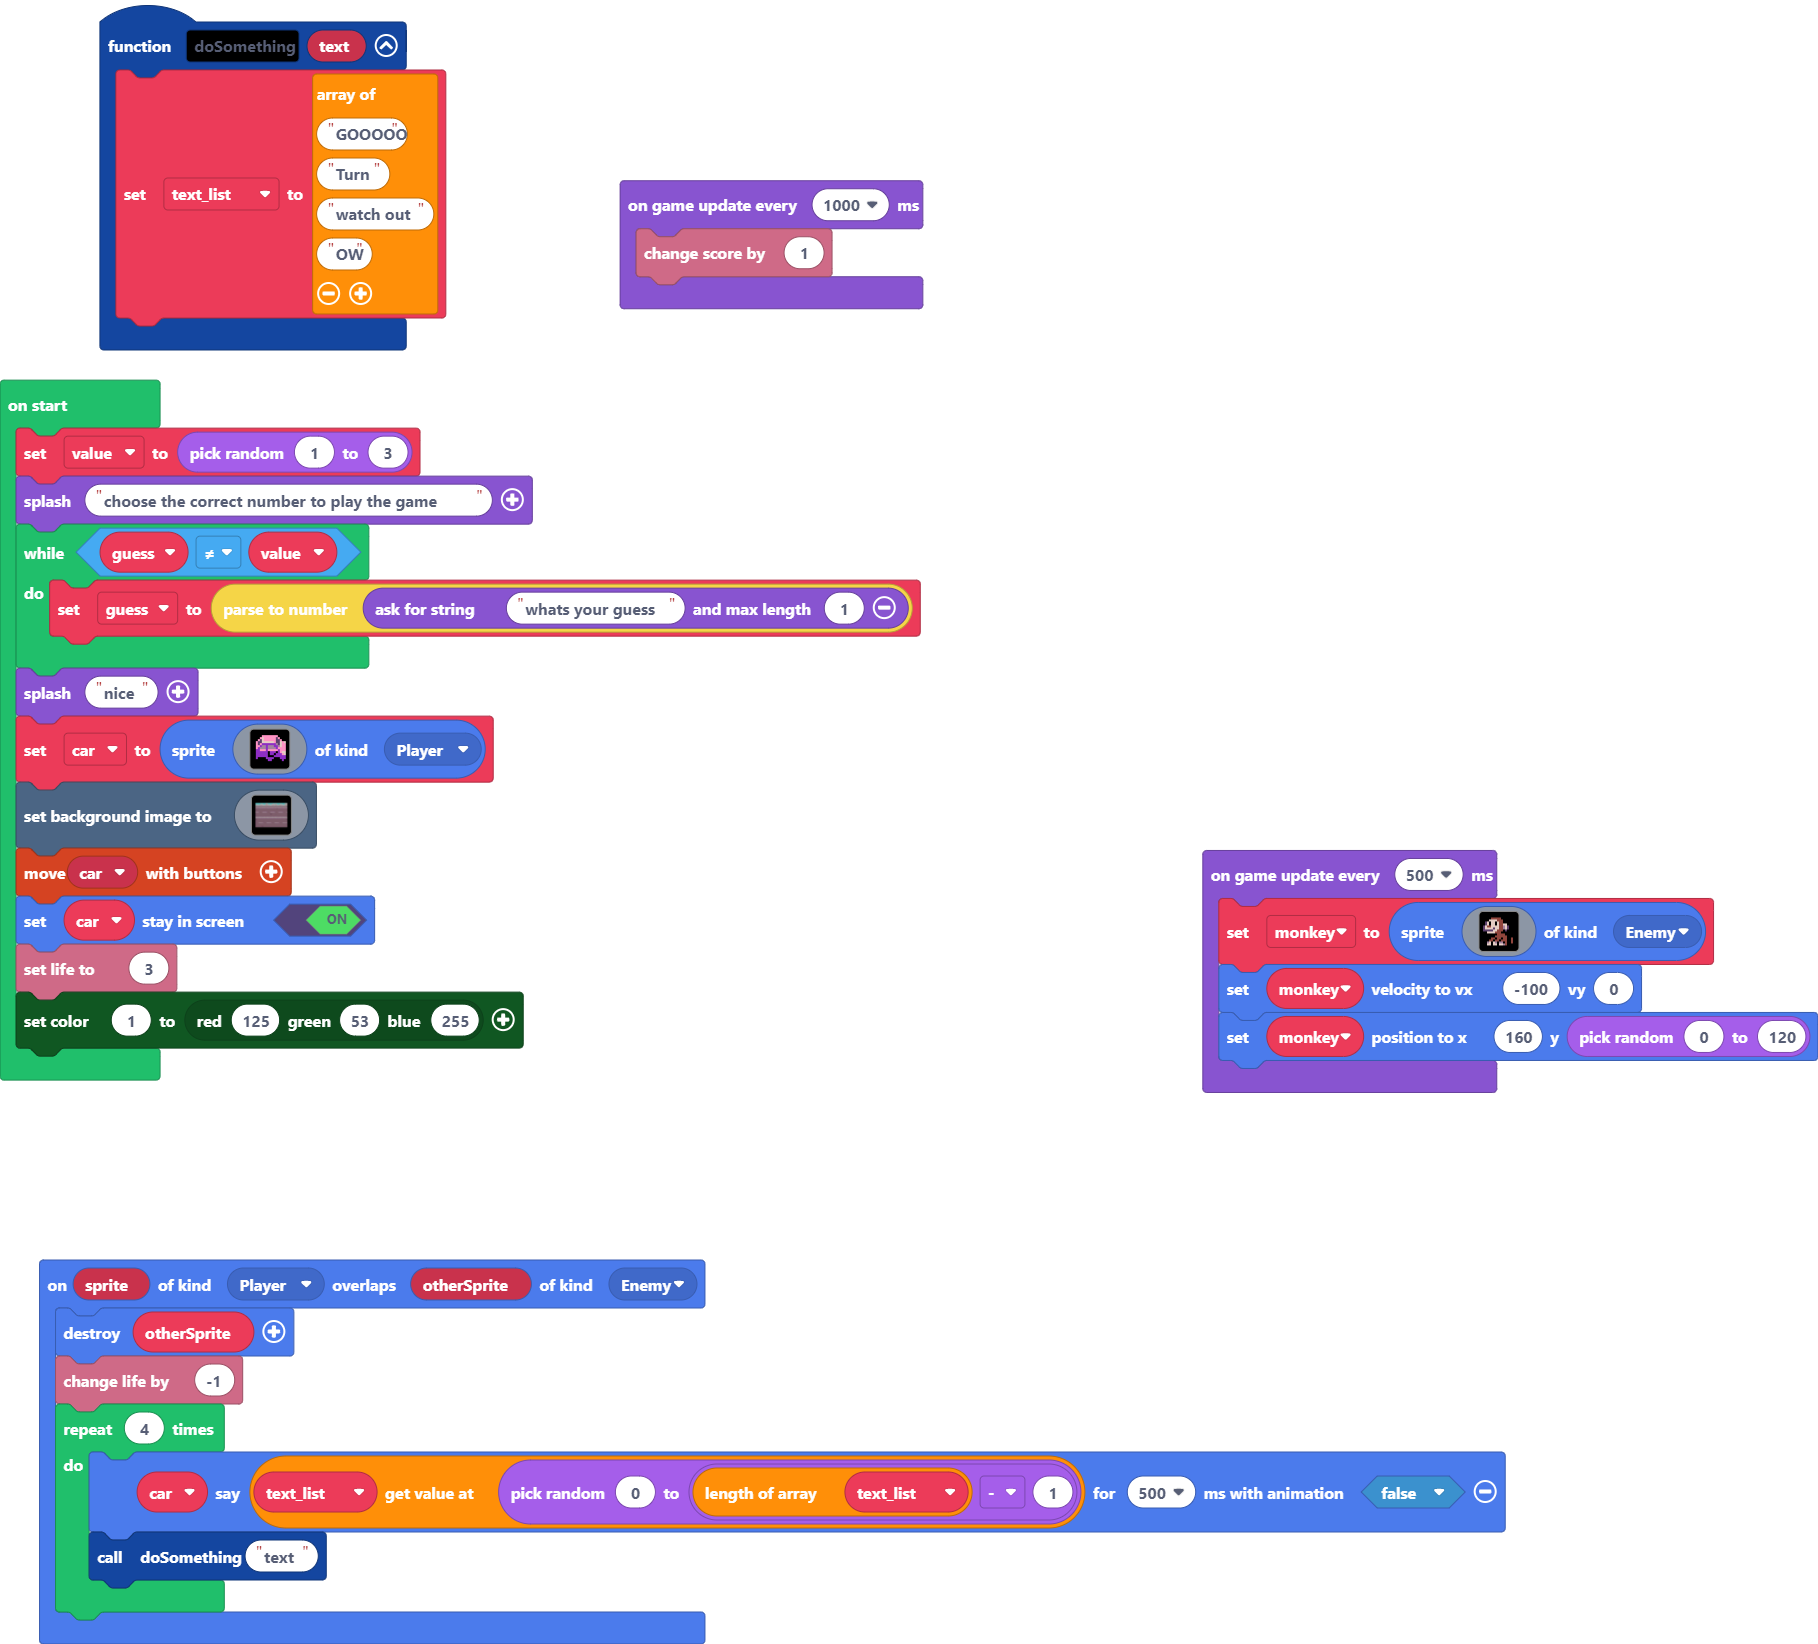 function doSomething text
array of
"GOOOOO"
"Turn"
set text_list to
"watch out"
"OW"
on game update every 1000 ms
change score by 1
on start
set value to pick random 1 to 3
splash "choose the correct number to play the game"
while guess ≠ value
do set guess to parse to number ask for string "whats your guess" and max length 1
splash "nice"
set car to sprite of kind Player
set background image to
move car with buttons
set car stay in screen ON
set life to 3
set color 1 to red 125 green 53 blue 255
on game update every 500 ms
set monkey to sprite of kind Enemy
set monkey velocity to vx -100 vy 0
set monkey position to x 160 y pick random 0 to 120
on sprite of kind Player overlaps otherSprite of kind Enemy
destroy otherSprite
change life by -1
repeat 4 times
do
car say text_list get value at pick random 0 to length of array text_list - 1 for 500 ms with animation false
call doSomething "text"